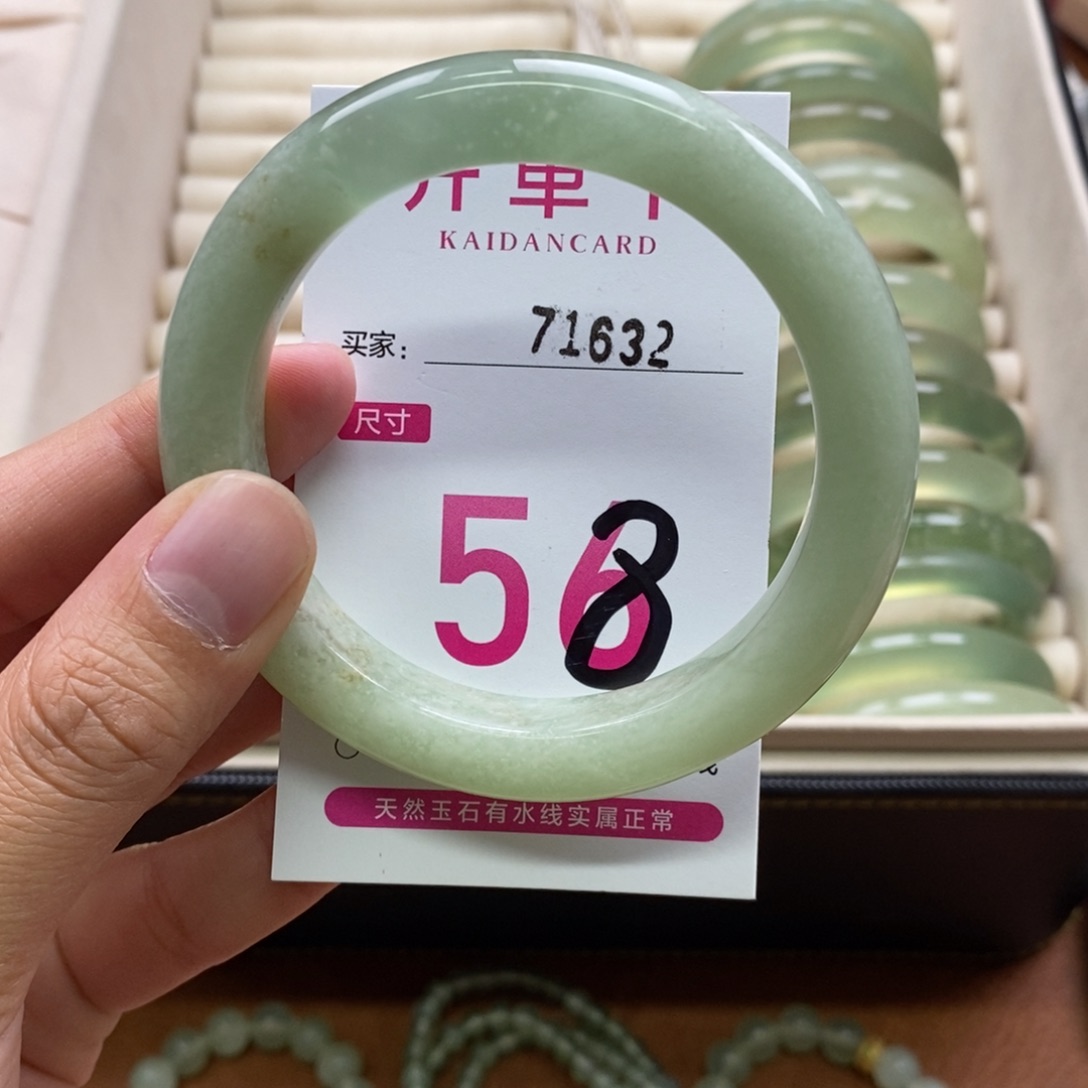 开单卡
KAIDANCARD
买家: 71632
尺寸
58
天然玉石有水线实属正常